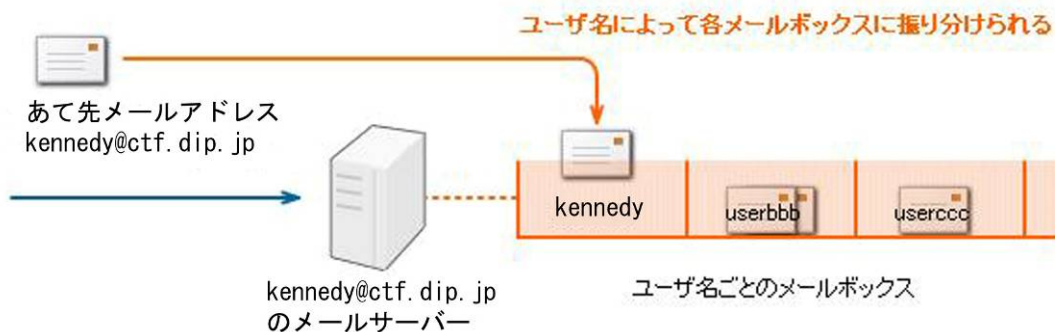 ユーザ名によって各メールボックスに振り分けられる
あて先メールアドレス
kennedy@ctf.dip.jp
kennedy
userbbb
userccc
kennedy@ctf.dip.jp
のメールサーバー
ユーザ名ごとのメールボックス